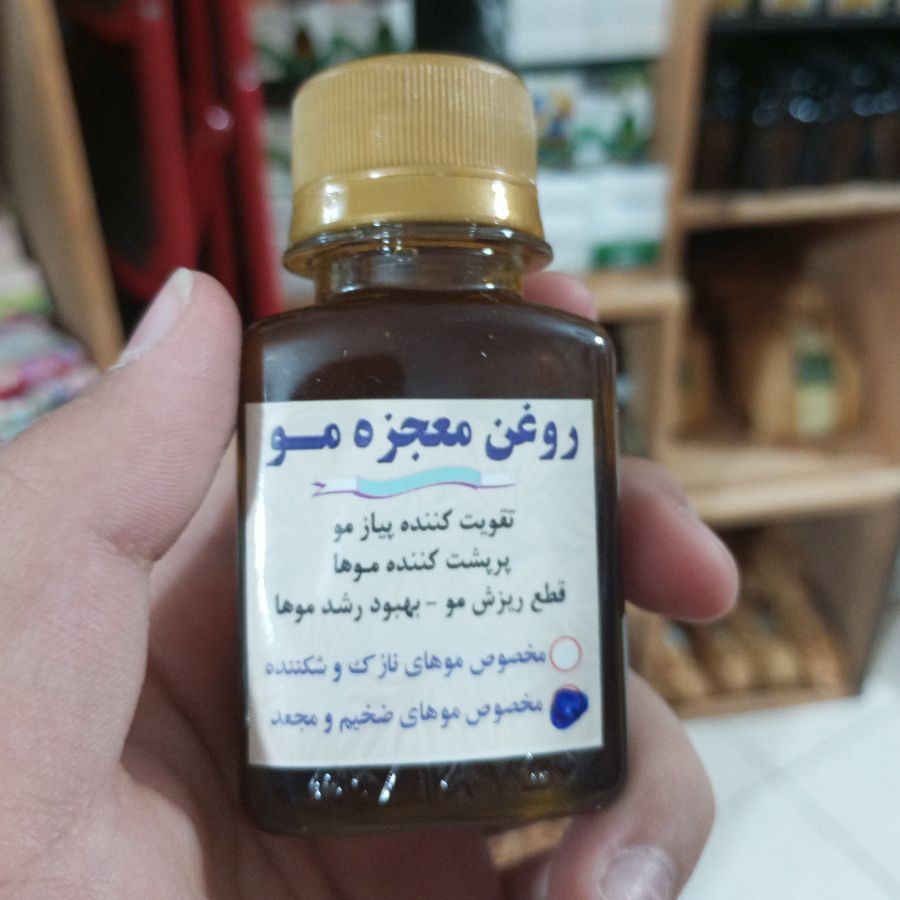 روغن معجزه مو
تقویت کننده پیاز مو
پرپشت کننده موها
قطع ریزش مو - بهبود رشد موها
مخصوص موهای نازک و شکننده
مخصوص موهای ضخیم و مجعد